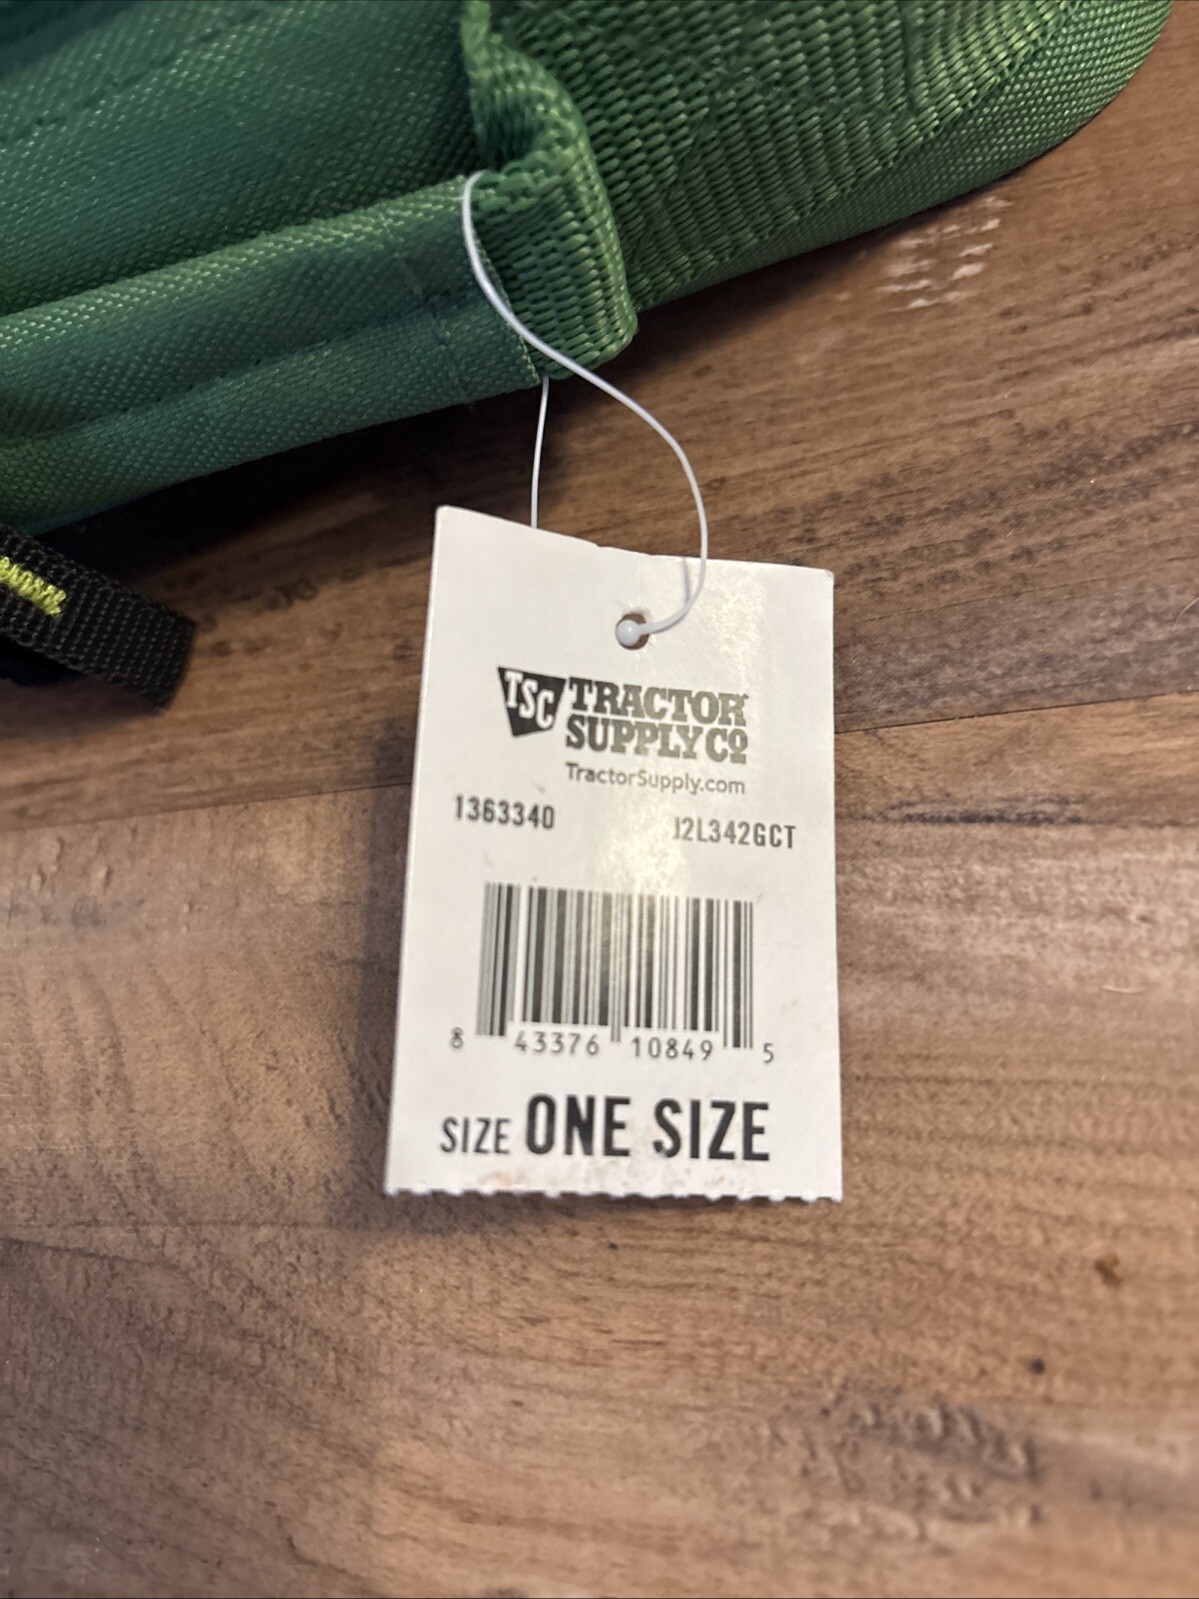 TSC TRACTOR
SUPPLY CO
TractorSupply.com
1363340 J2L342GCT
8 43376 10849 5
SIZE ONE SIZE